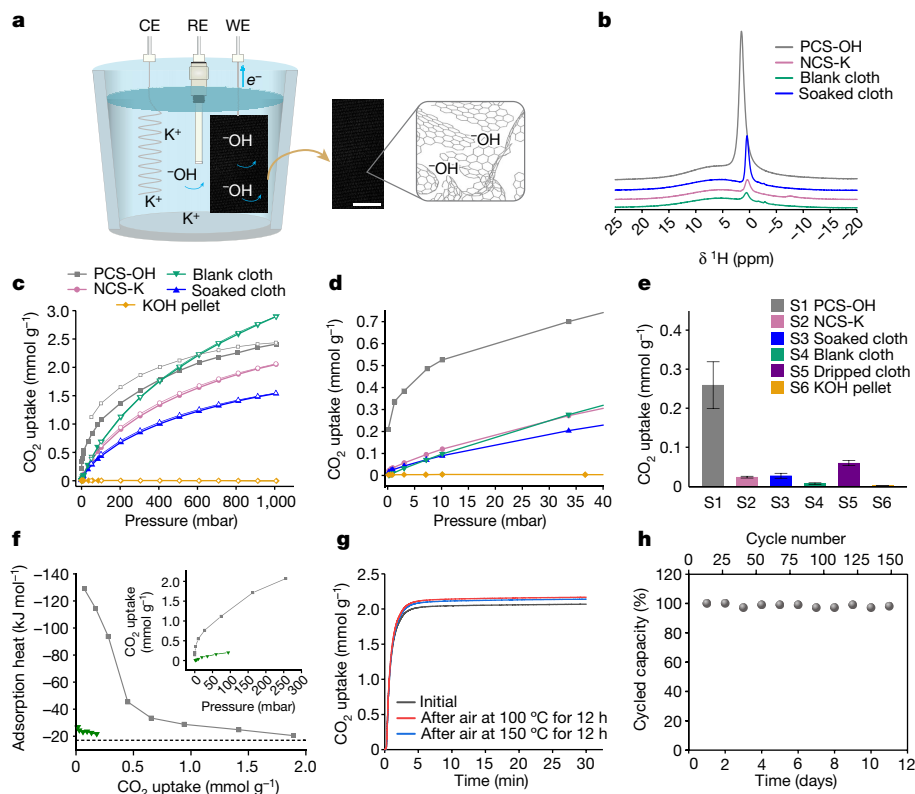 a
CE RE WE
e⁻
K⁺
⁻OH
⁻OH
⁻OH
K⁺
K⁺
⁻OH
⁻OH
b
PCS-OH
NCS-K
Blank cloth
Soaked cloth
25 20 15 10 5 0 -5 -10 -15 -20
δ ¹H (ppm)
c
PCS-OH
Blank cloth
NCS-K
Soaked cloth
KOH pellet
CO₂ uptake (mmol g⁻¹)
3.0
2.5
2.0
1.5
1.0
0.5
0
0 200 400 600 800 1,000
Pressure (mbar)
d
CO₂ uptake (mmol g⁻¹)
0.7
0.6
0.4
0.3
0.2
0.1
0
0 5 10 15 20 25 30 35 40
Pressure (mbar)
e
S1 PCS-OH
S2 NCS-K
S3 Soaked cloth
S4 Blank cloth
S5 Dripped cloth
S6 KOH pellet
CO₂ uptake (mmol g⁻¹)
0.4
0.3
0.2
0.1
0
S1 S2 S3 S4 S5 S6
f
Adsorption heat (kJ mol⁻¹)
–140
–120
–100
–80
–60
–40
–20
0 0.5 1.0 1.5 2.0
CO₂ uptake (mmol g⁻¹)
CO₂ uptake
(mmol g⁻¹)
2.0
1.5
1.0
0.5
0
0 50 100 150 200 250 300
Pressure (mbar)
g
CO₂ uptake (mmol g⁻¹)
2.5
2.0
1.5
2.0
0.5
0
Initial
After air at 100 ºC for 12 h
After air at 150 ºC for 12 h
0 5 10 15 20 25 30
Time (min)
h
Cycle number
0 25 50 75 100 125 150
Cycled capacity (%)
120
100
80
60
40
20
0
0 2 4 6 8 10 12
Time (days)